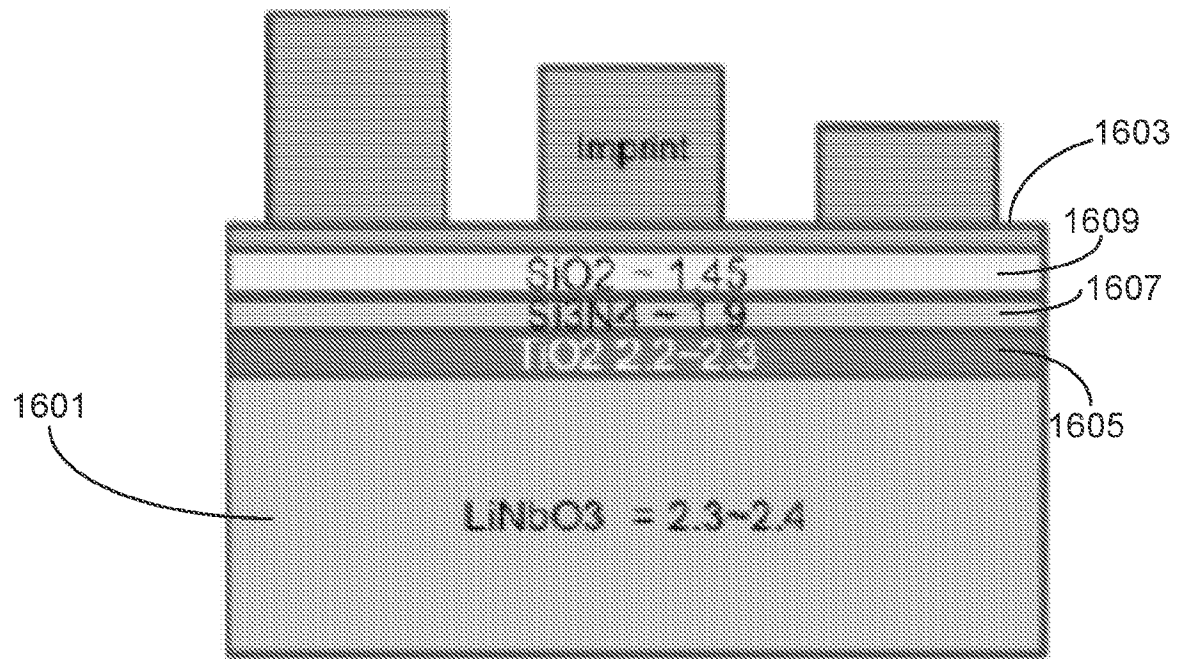 Imprint
1603
1609
SiO2 ~ 1.45
1607
Si3N4 ~ 1.9
TiO2 2.2~2.3
1601
1605
LiNbO3 = 2.3~2.4